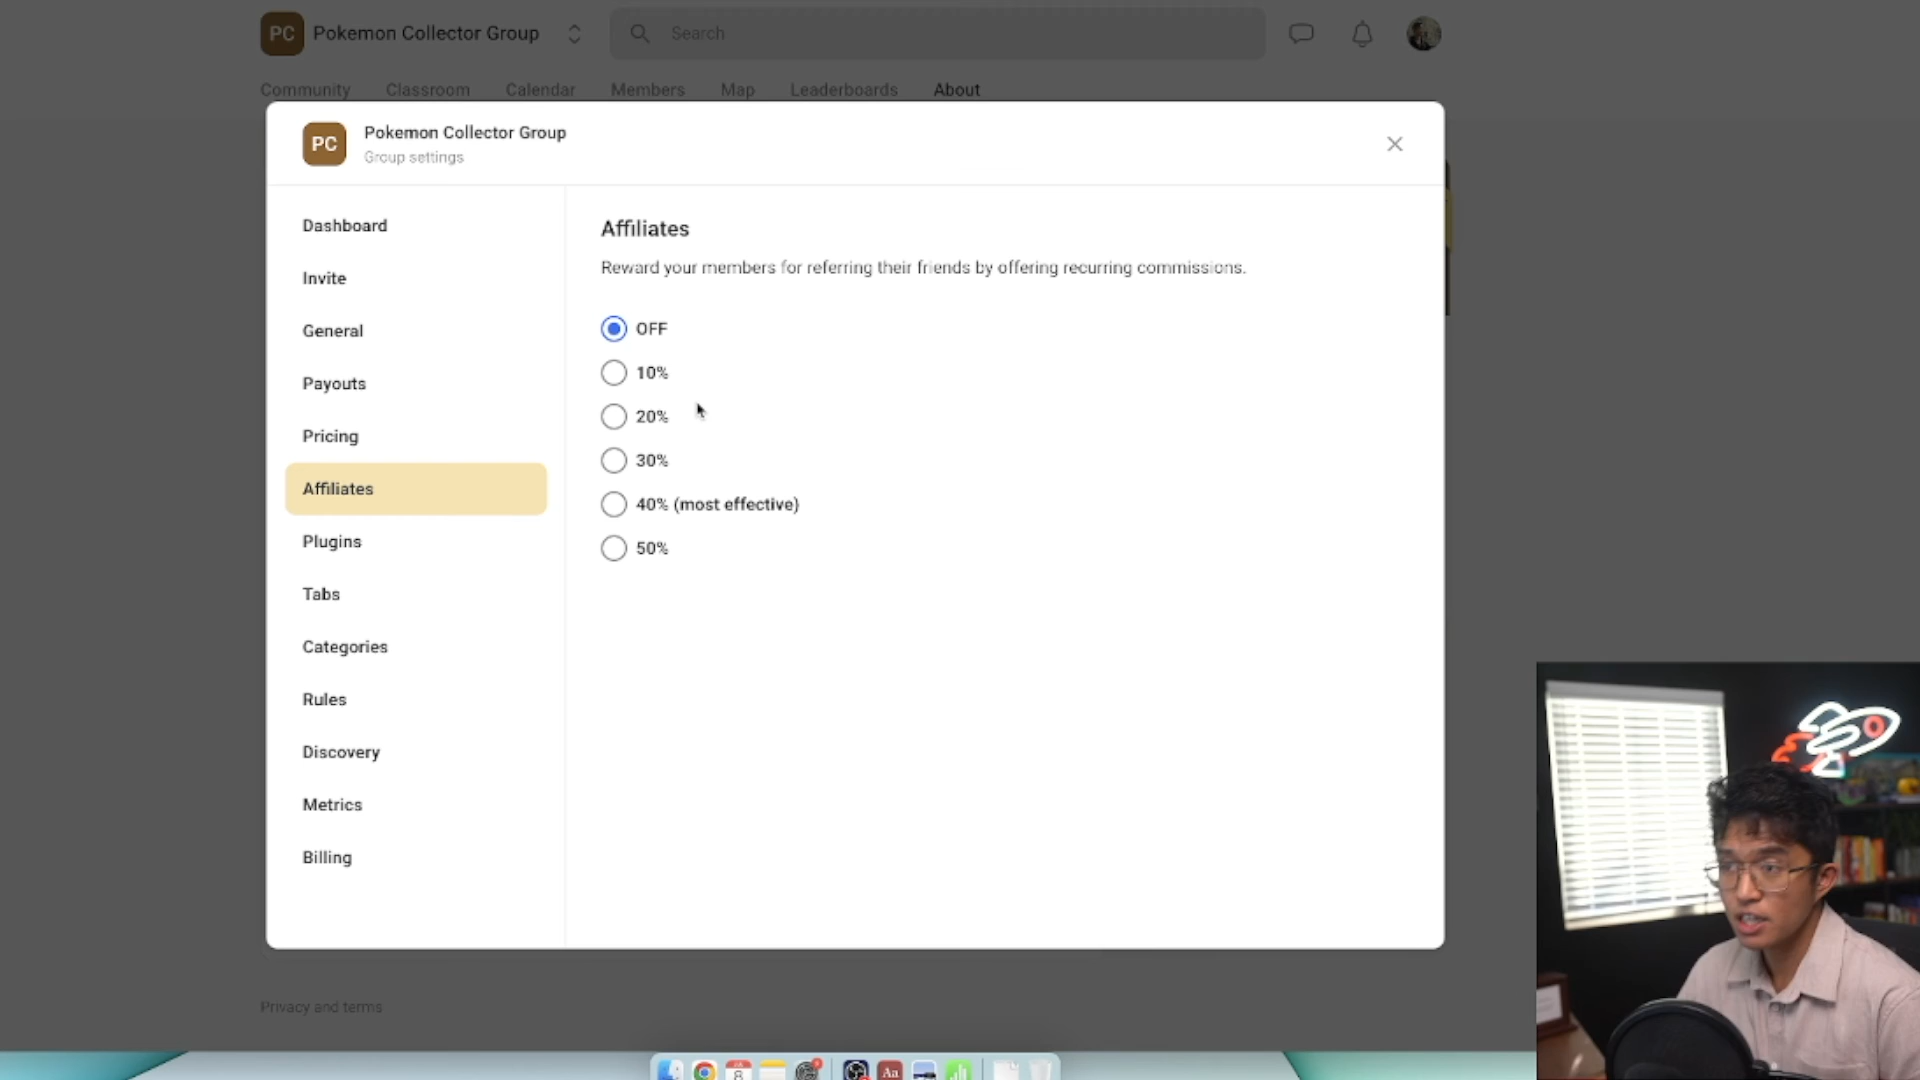 PC
Pokemon Collector Group
Search
Community
Classroom
Calendar
Members
Map
Leaderboards
About
PC
Pokemon Collector Group
Group settings
Dashboard
Invite
General
Payouts
Pricing
Affiliates
Plugins
Tabs
Categories
Rules
Discovery
Metrics
Billing
Affiliates
Reward your members for referring their friends by offering recurring commissions.
OFF
10%
20%
30%
40% (most effective)
50%
Privacy and terms
8
Aa